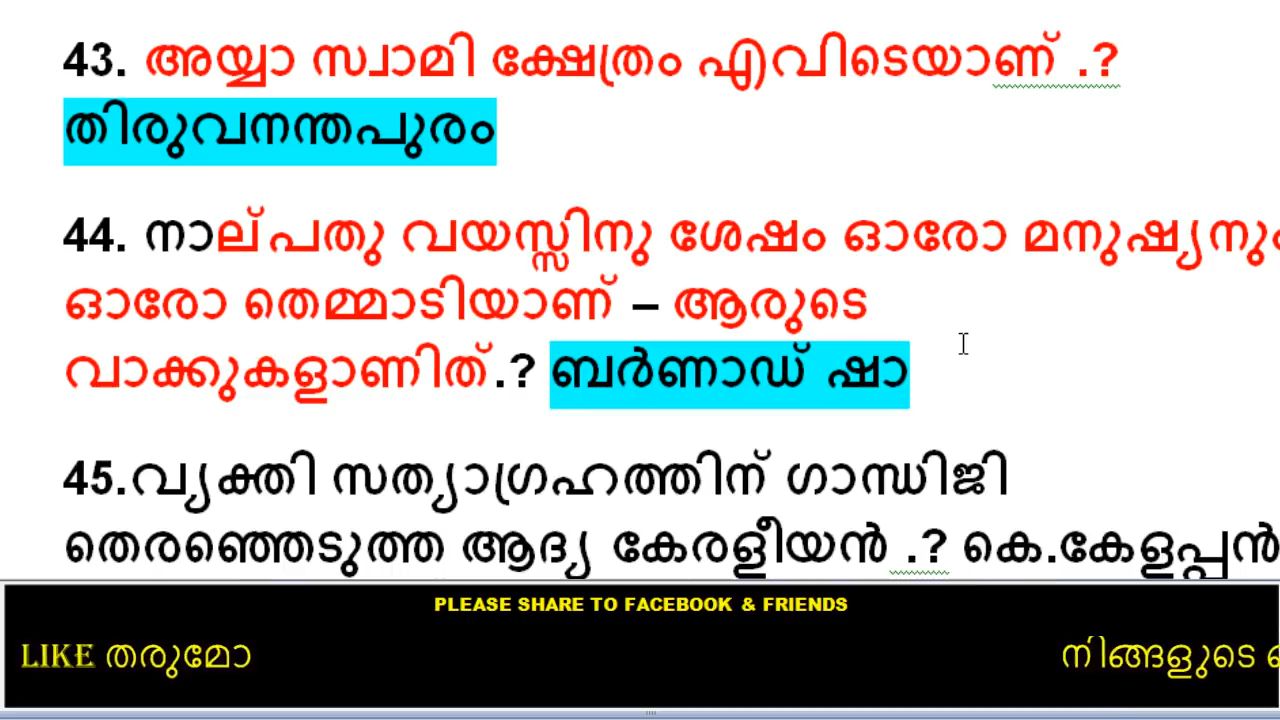 43. അയ്യാ സ്വാമി ക്ഷേത്രം എവിടെയാണ് .?
തിരുവനന്തപുരം
44. നാല്പതു വയസ്സിനു ശേഷം ഓരോ മനുഷ്യനും
ഓരോ തെമ്മാടിയാണ് – ആരുടെ
വാക്കുകളാണിത്.? ബർണാഡ് ഷാ
45.വ്യക്തി സത്യാഗ്രഹത്തിന് ഗാന്ധിജി
തെരഞ്ഞെടുത്ത ആദ്യ കേരളീയൻ .? കെ.കേളപ്പൻ
PLEASE SHARE TO FACEBOOK & FRIENDS
LIKE തരുമോ നിങ്ങളുടെ